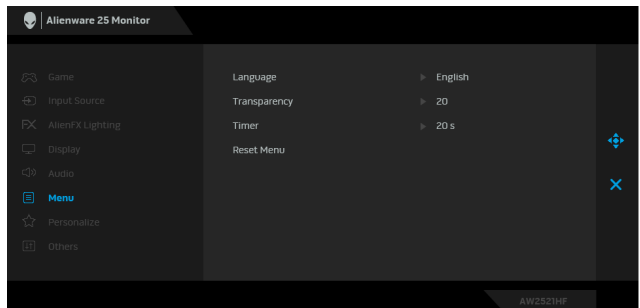 Alienware 25 Monitor
Game
Input Source
AlienFX Lighting
Display
Audio
Menu
Personalize
Others
Language English
Transparency 20
Timer 20 s
Reset Menu
AW2521HF